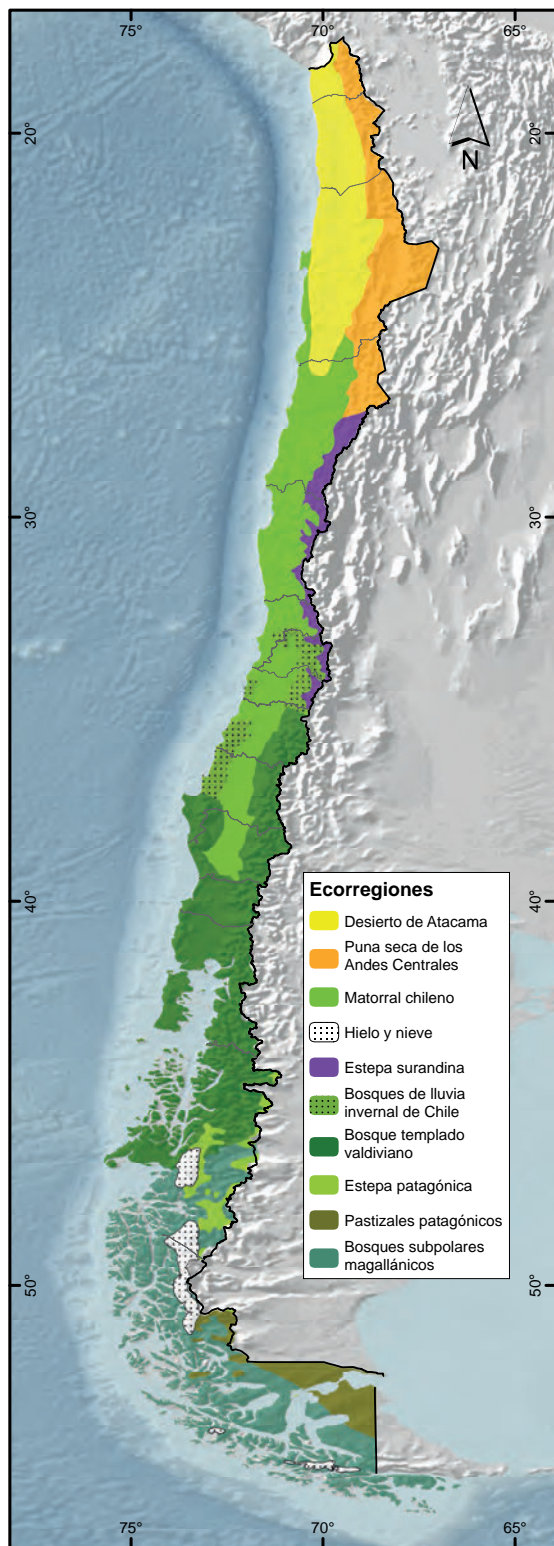 75° 70° 65°
20°
20°
N
30°
30°
40°
40°
Ecorregiones
Desierto de Atacama
Puna seca de los
Andes Centrales
Matorral chileno
Hielo y nieve
Estepa surandina
Bosques de lluvia
invernal de Chile
Bosque templado
valdiviano
Estepa patagónica
Pastizales patagónicos
Bosques subpolares
magallánicos
50°
50°
75° 70° 65°